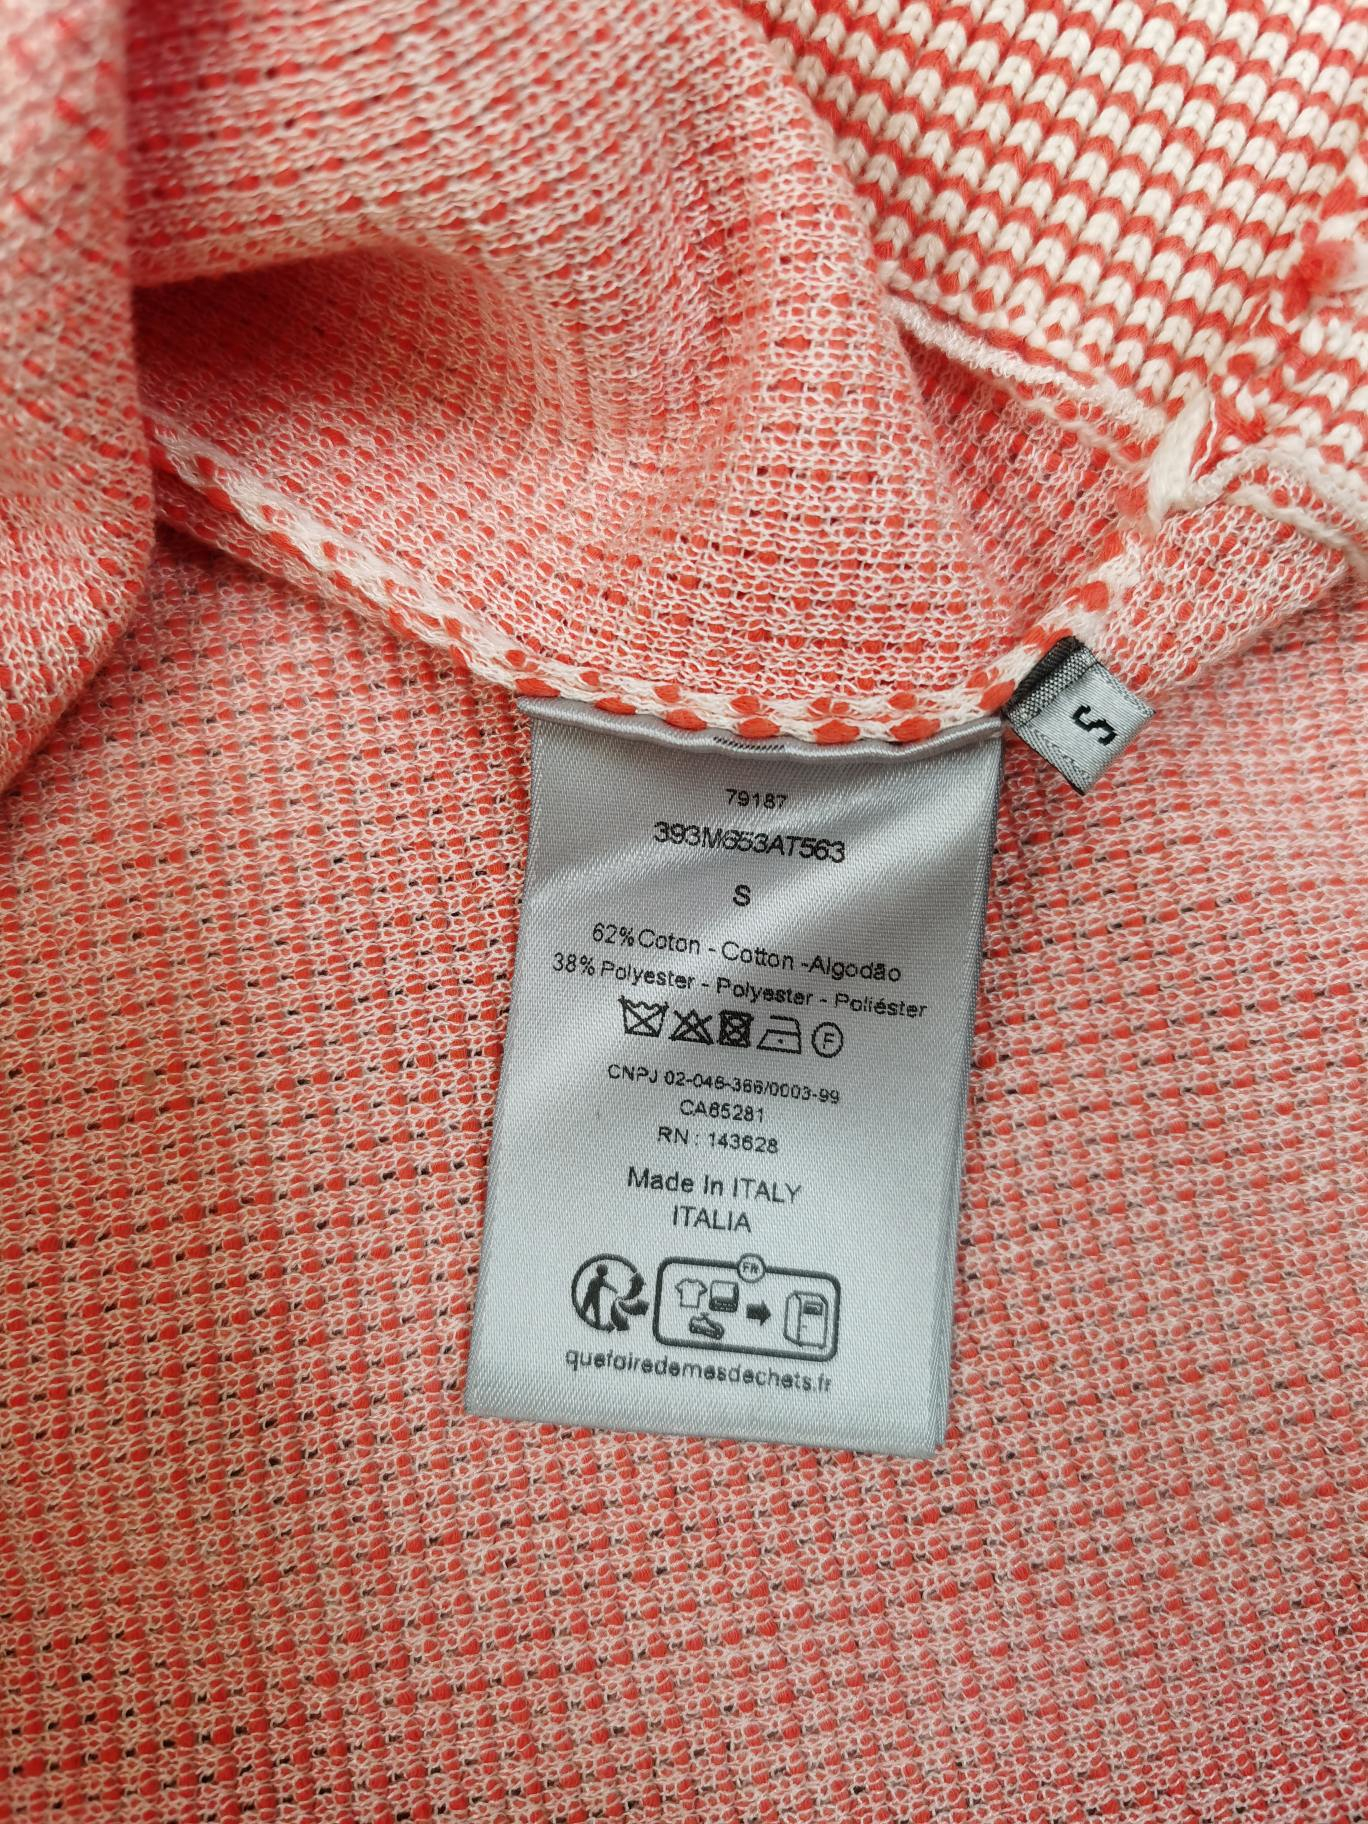 S
79187
393M653AT563
S
62%Coton - Cotton -Algodão
38% Polyester - Polyester - Poliéster
F
CNPJ 02-046-366/0003-99
CA65281
RN : 143628
Made In ITALY
ITALIA
FR
quefairedemesdechets.fr